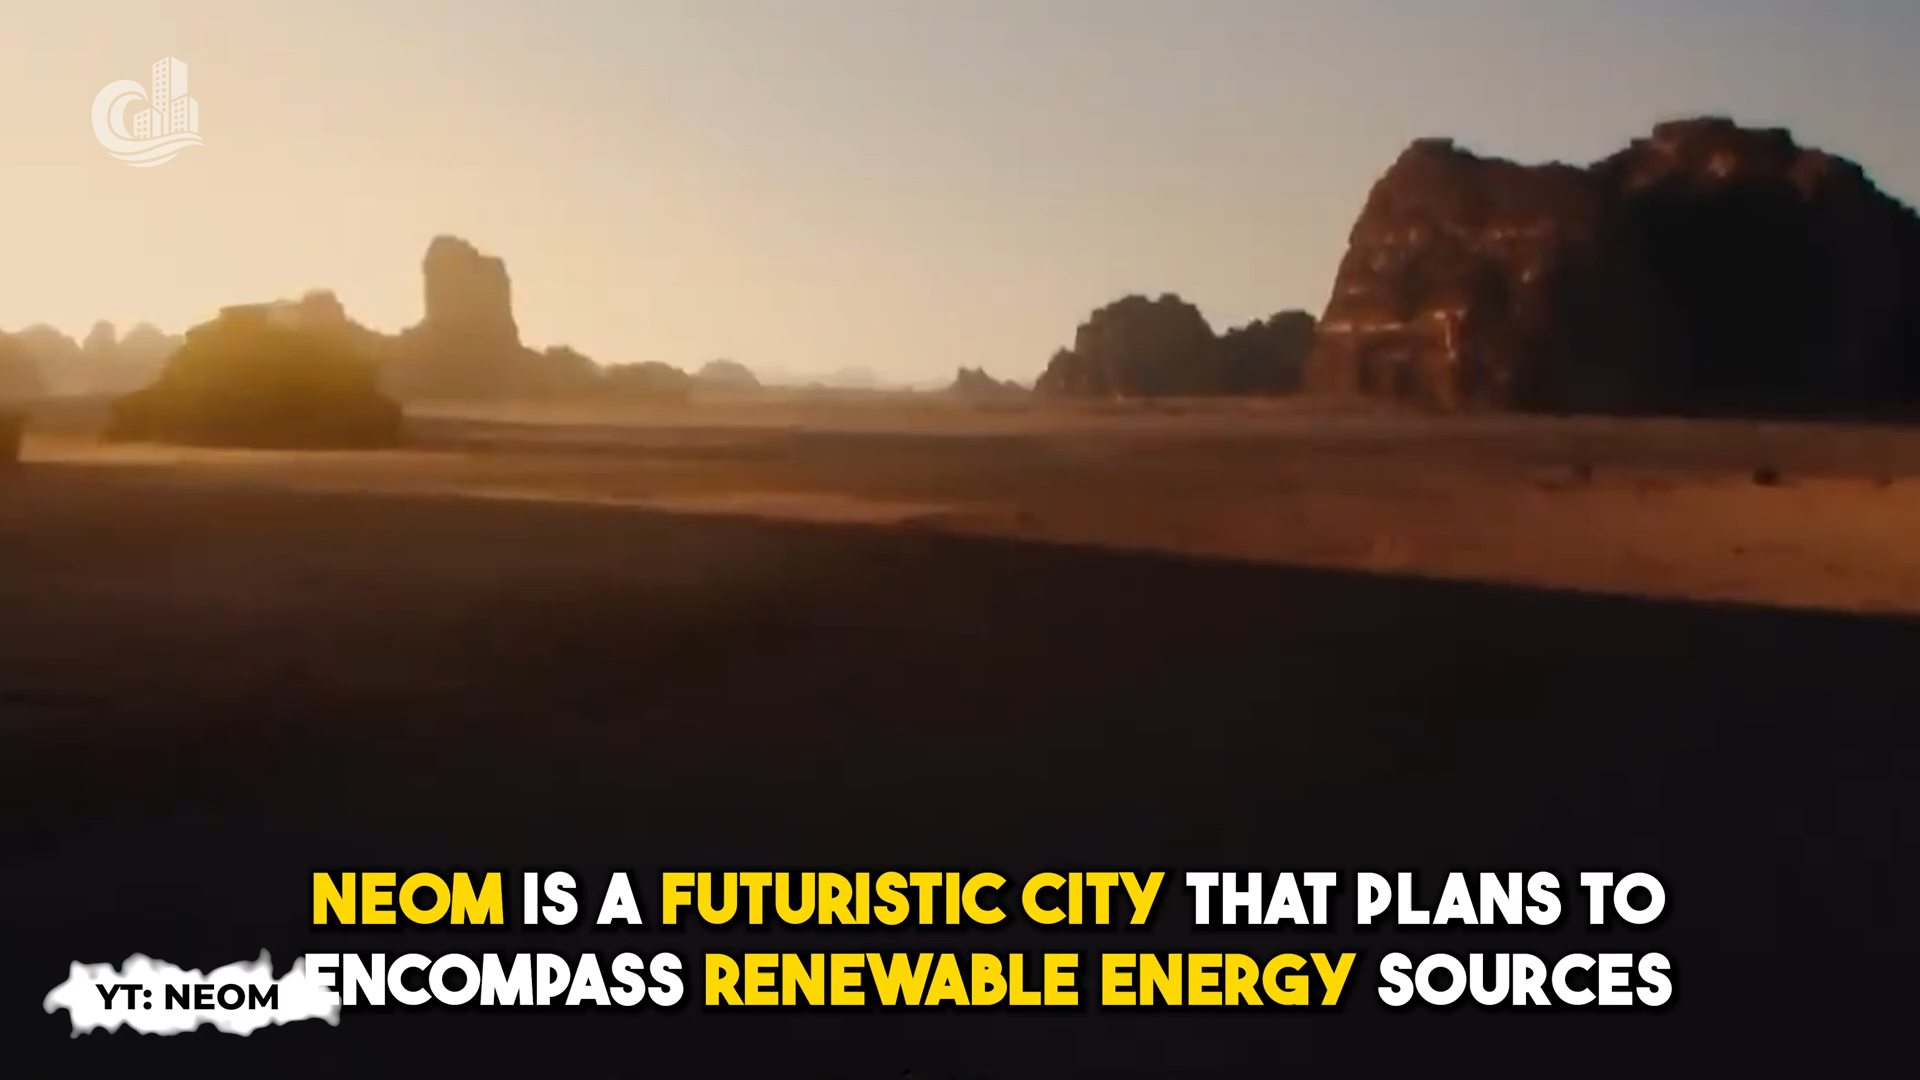 NEOM IS A FUTURISTIC CITY THAT PLANS TO
ENCOMPASS RENEWABLE ENERGY SOURCES
YT: NEOM